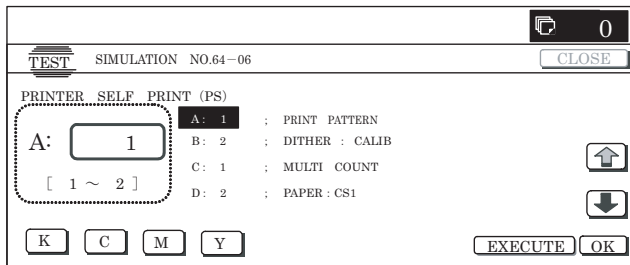 0
TEST SIMULATION NO.64-06 CLOSE
PRINTER SELF PRINT (PS)
A: 1 ; PRINT PATTERN
B: 2 ; DITHER : CALIB
C: 1 ; MULTI COUNT
D: 2 ; PAPER : CS1
A: 1
[ 1 ~ 2 ]
K C M Y EXECUTE OK